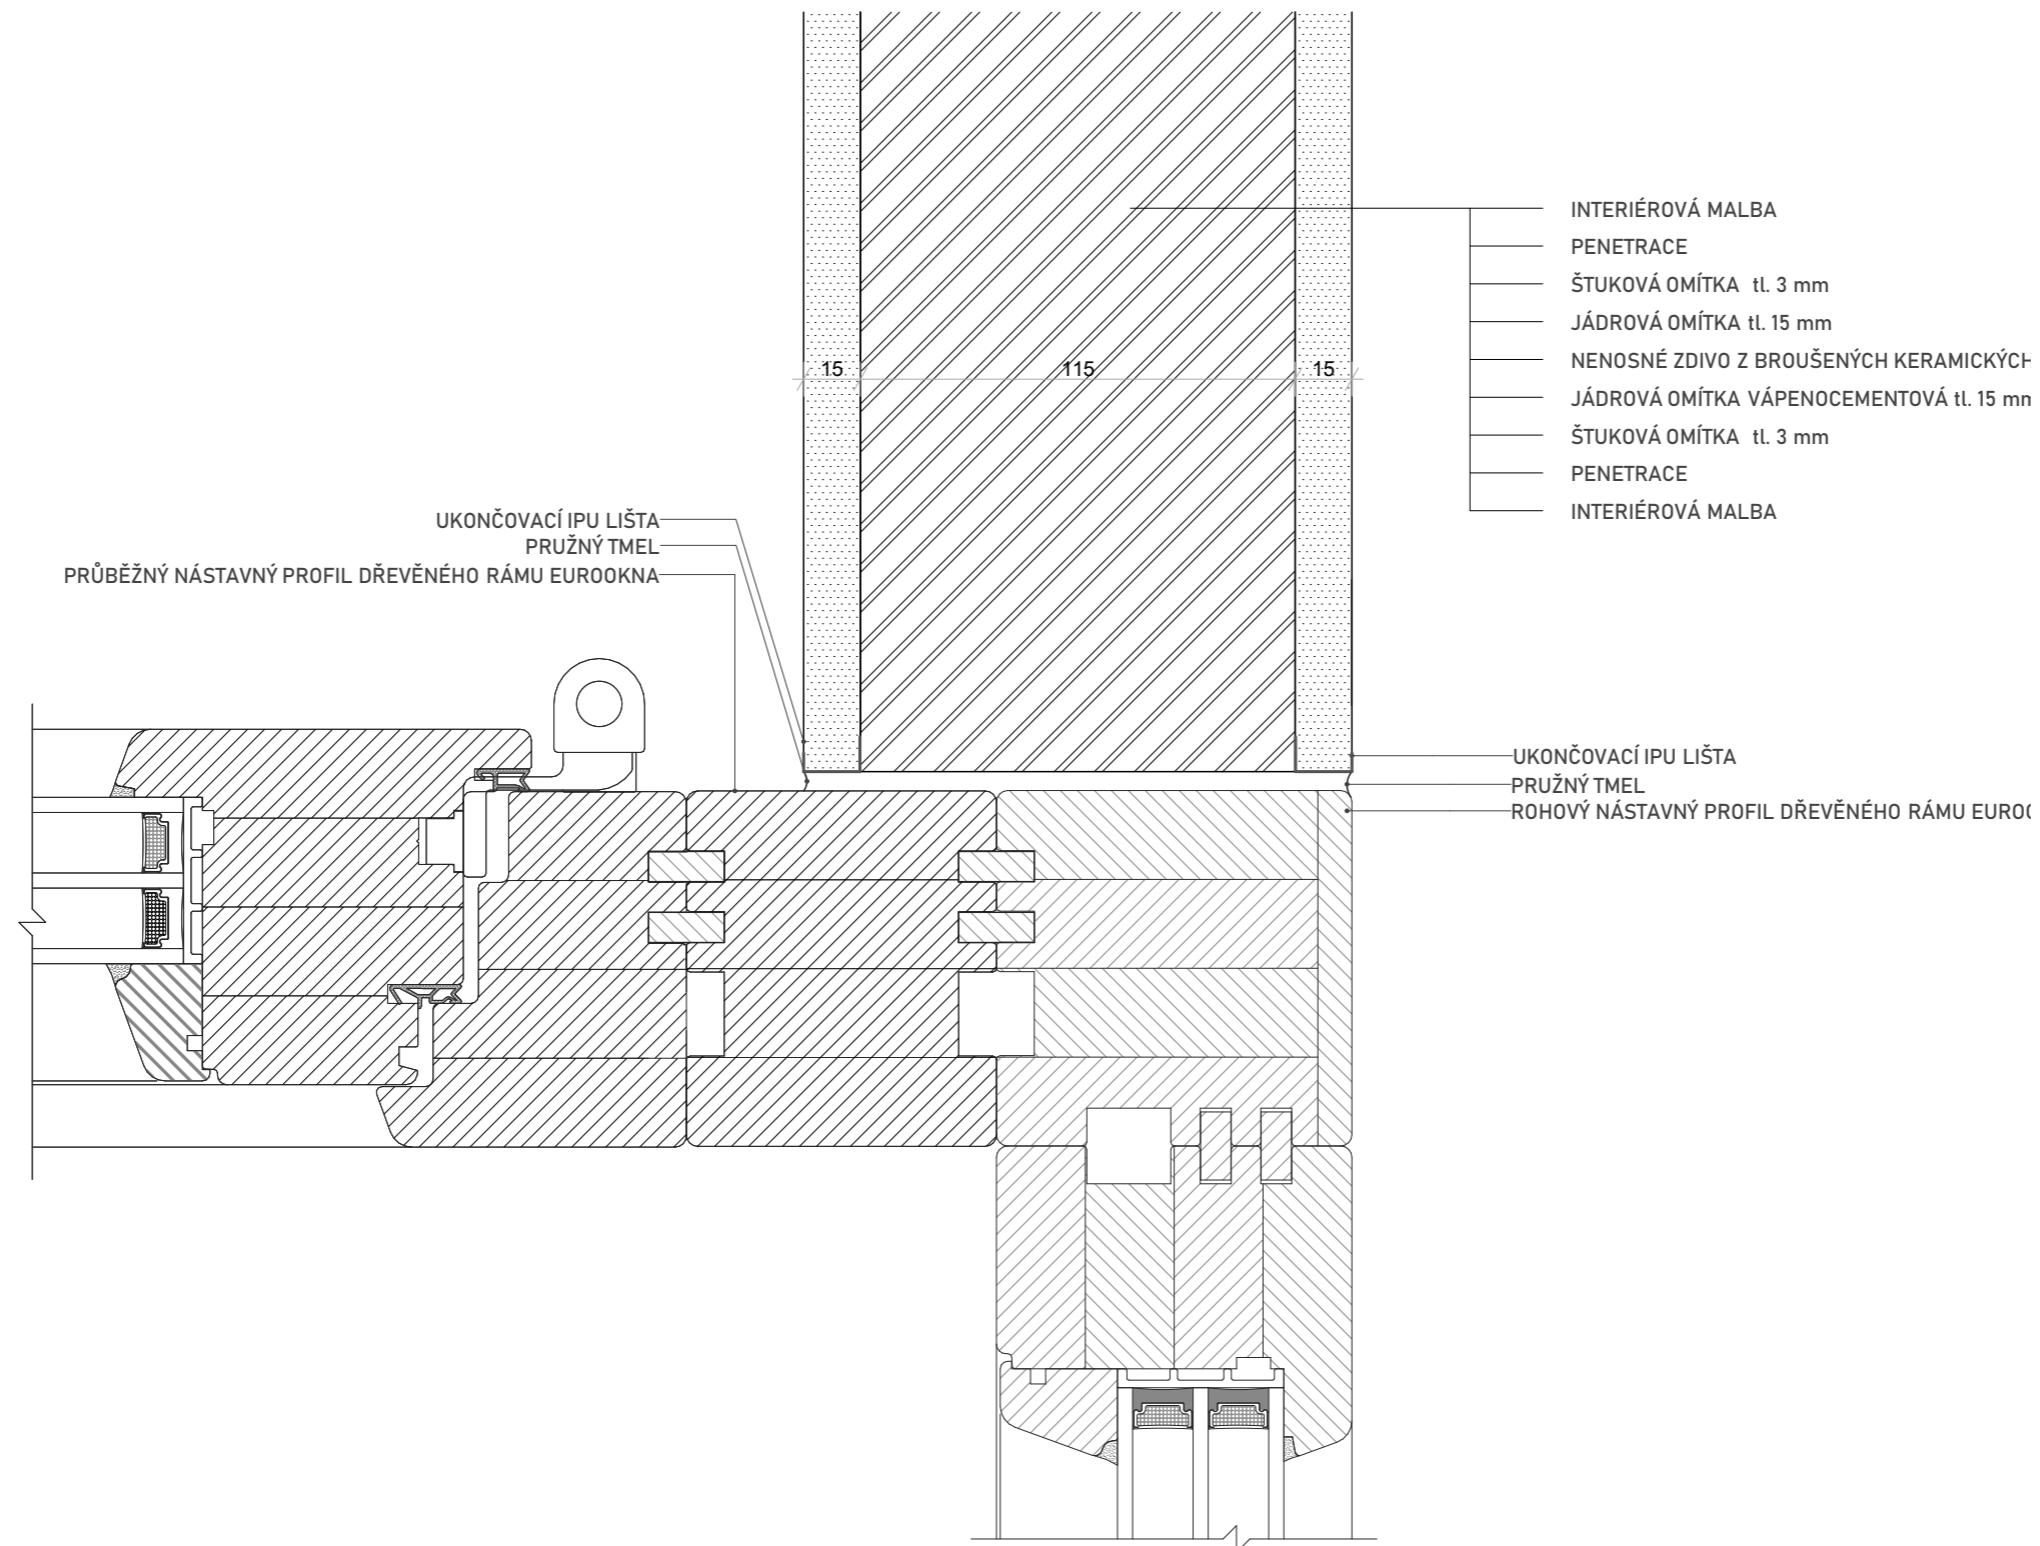 INTERIÉROVÁ MALBA
PENETRACE
ŠTUKOVÁ OMÍTKA tl. 3 mm
JÁDROVÁ OMÍTKA tl. 15 mm
NENOSNÉ ZDIVO Z BROUŠENÝCH KERAMICKÝCH
JÁDROVÁ OMÍTKA VÁPENOCEMENTOVÁ tl. 15 mm
ŠTUKOVÁ OMÍTKA tl. 3 mm
PENETRACE
INTERIÉROVÁ MALBA
15 115 15
UKONČOVACÍ IPU LIŠTA
PRUŽNÝ TMEL
PRŮBĚŽNÝ NÁSTAVNÝ PROFIL DŘEVĚNÉHO RÁMU EUROOKNA
UKONČOVACÍ IPU LIŠTA
PRUŽNÝ TMEL
ROHOVÝ NÁSTAVNÝ PROFIL DŘEVĚNÉHO RÁMU EUROO